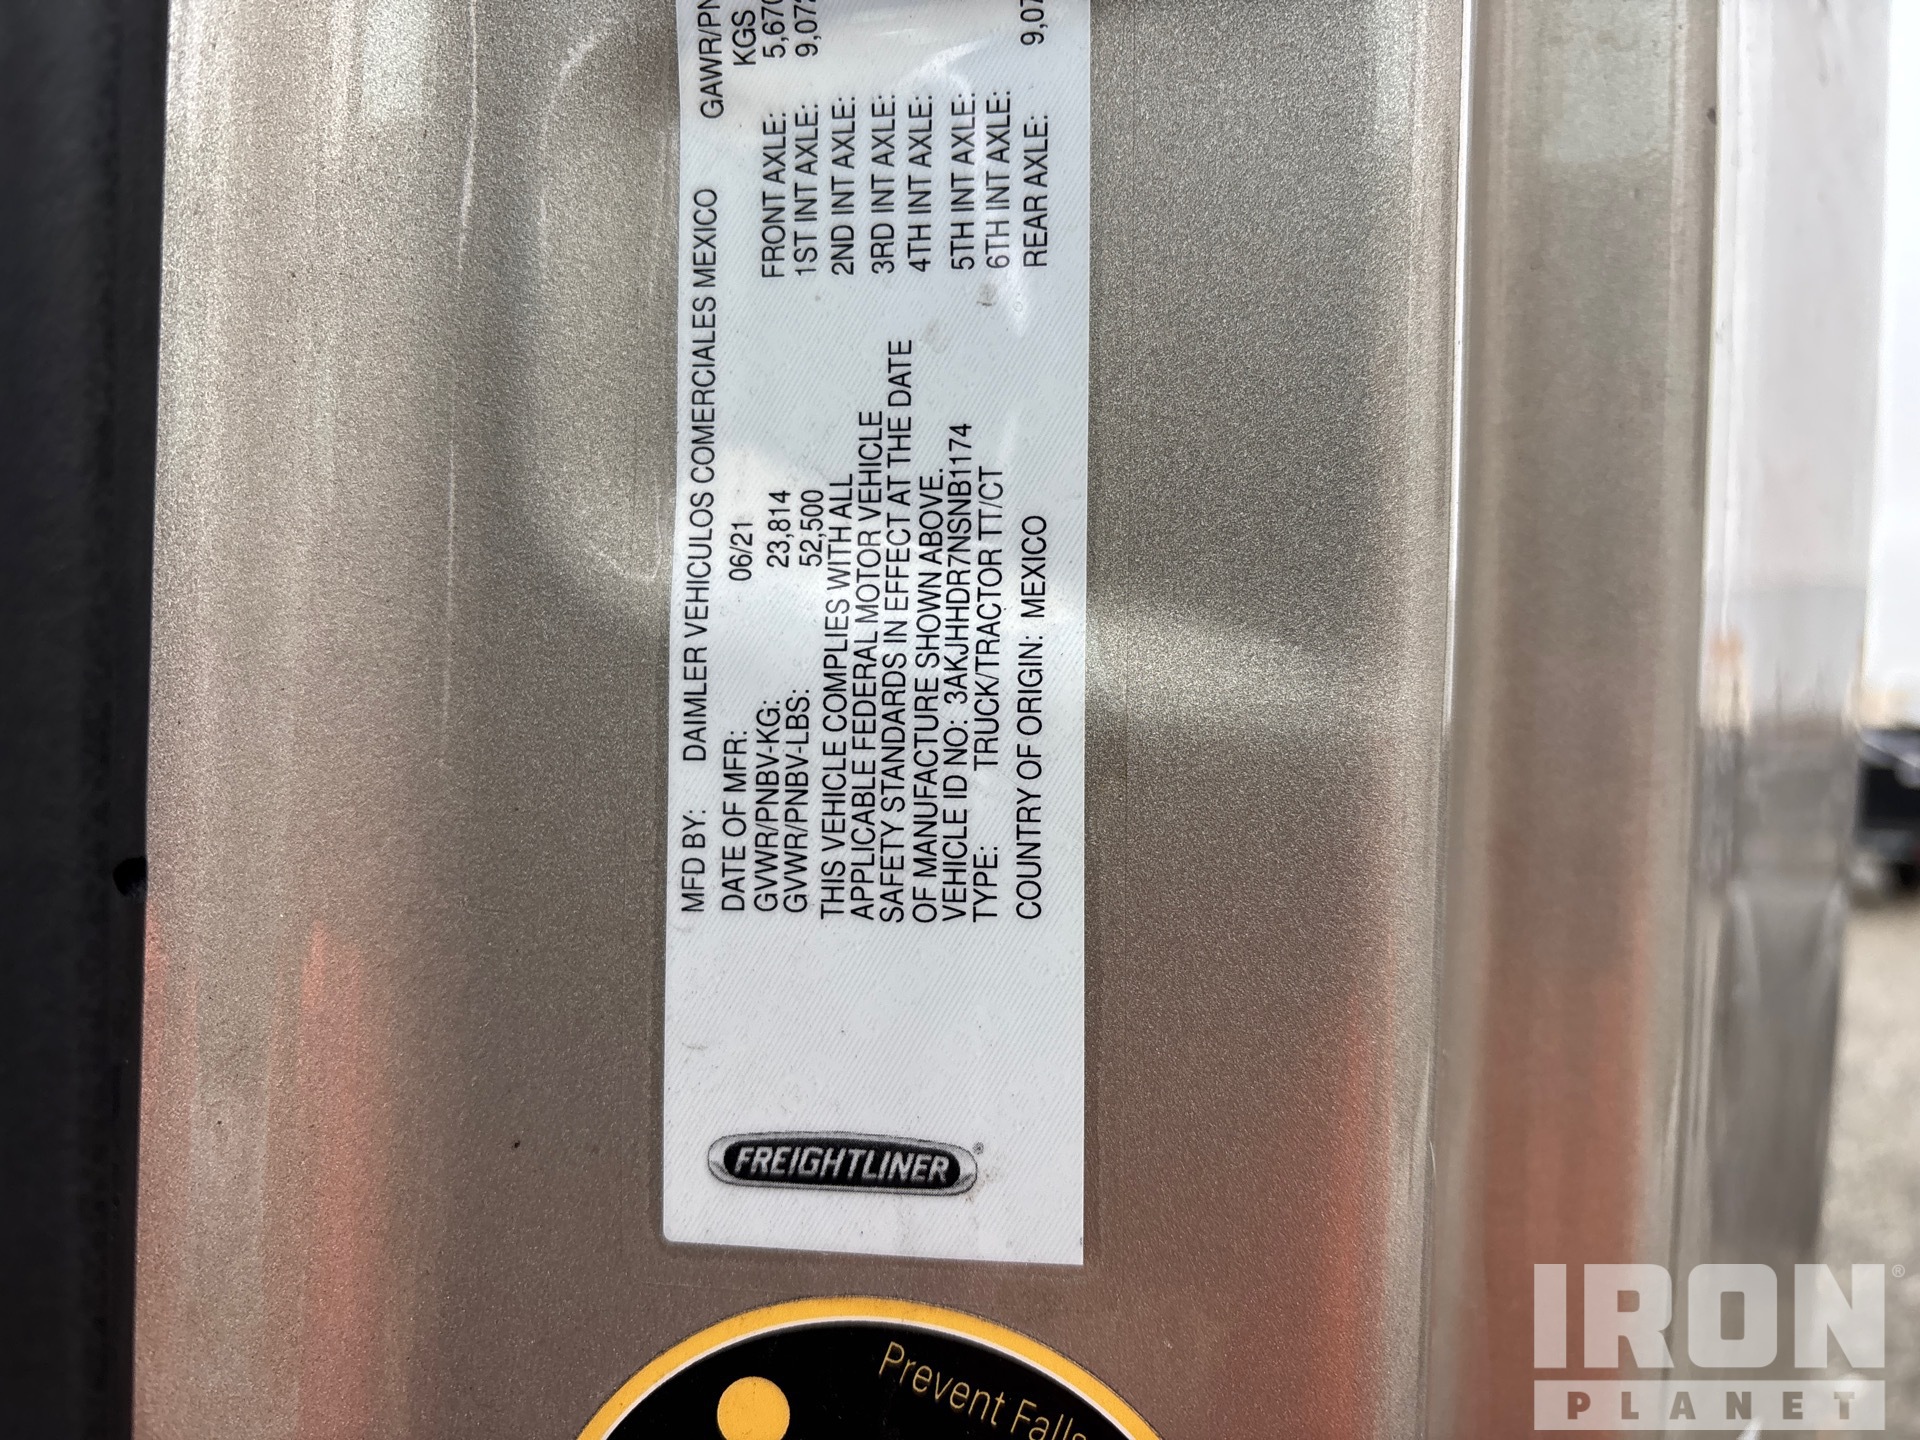 MFD BY: DAIMLER VEHICULOS COMERCIALES MEXICO
DATE OF MFR: 06/21
GVWR/PNBV-KG: 23,814
GVWR/PNBV-LBS: 52,500
THIS VEHICLE COMPLIES WITH ALL
APPLICABLE FEDERAL MOTOR VEHICLE
SAFETY STANDARDS IN EFFECT AT THE DATE
OF MANUFACTURE SHOWN ABOVE.
VEHICLE ID NO: 3AKJHHDR7NSNB1174
TYPE: TRUCK/TRACTOR TT/CT
COUNTRY OF ORIGIN: MEXICO
GAWR/PN
KGS
FRONT AXLE: 5,670
1ST INT AXLE: 9,07
2ND INT AXLE:
3RD INT AXLE:
4TH INT AXLE:
5TH INT AXLE:
6TH INT AXLE:
REAR AXLE: 9,07
FREIGHTLINER®
Prevent Falls
IRON®
PLANET